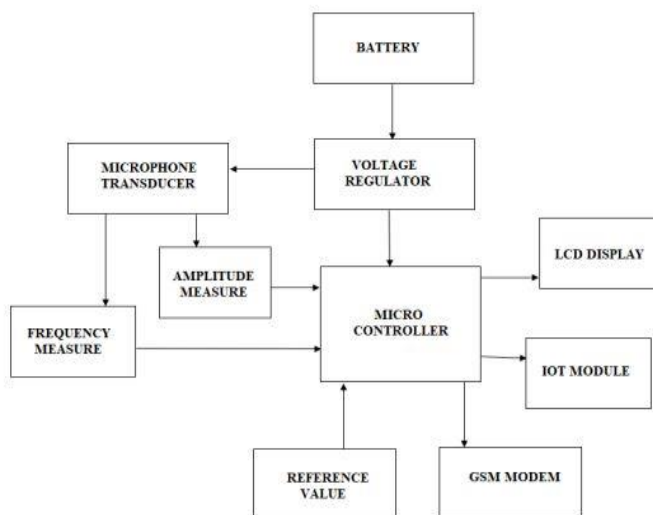 BATTERY
VOLTAGE
REGULATOR
MICROPHONE
TRANSDUCER
LCD DISPLAY
AMPLITUDE
MEASURE
MICRO
CONTROLLER
FREQUENCY
MEASURE
IOT MODULE
REFERENCE
VALUE
GSM MODEM